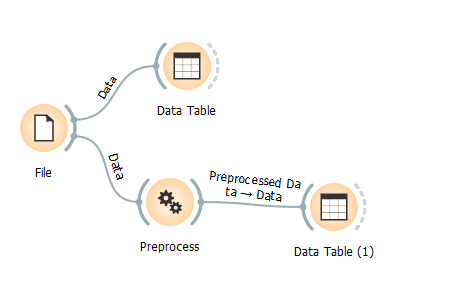 Data
Data Table
File
Data
Preprocessed Da
ta → Data
Preprocess
Data Table (1)